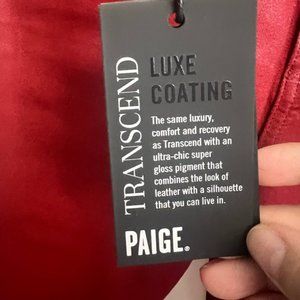 TRANSCEND
LUXE
COATING
The same luxury,
comfort and recovery
as Transcend with an
ultra-chic super
gloss pigment that
combines the look of
leather with a silhouette
that you can live in.
PAIGE.